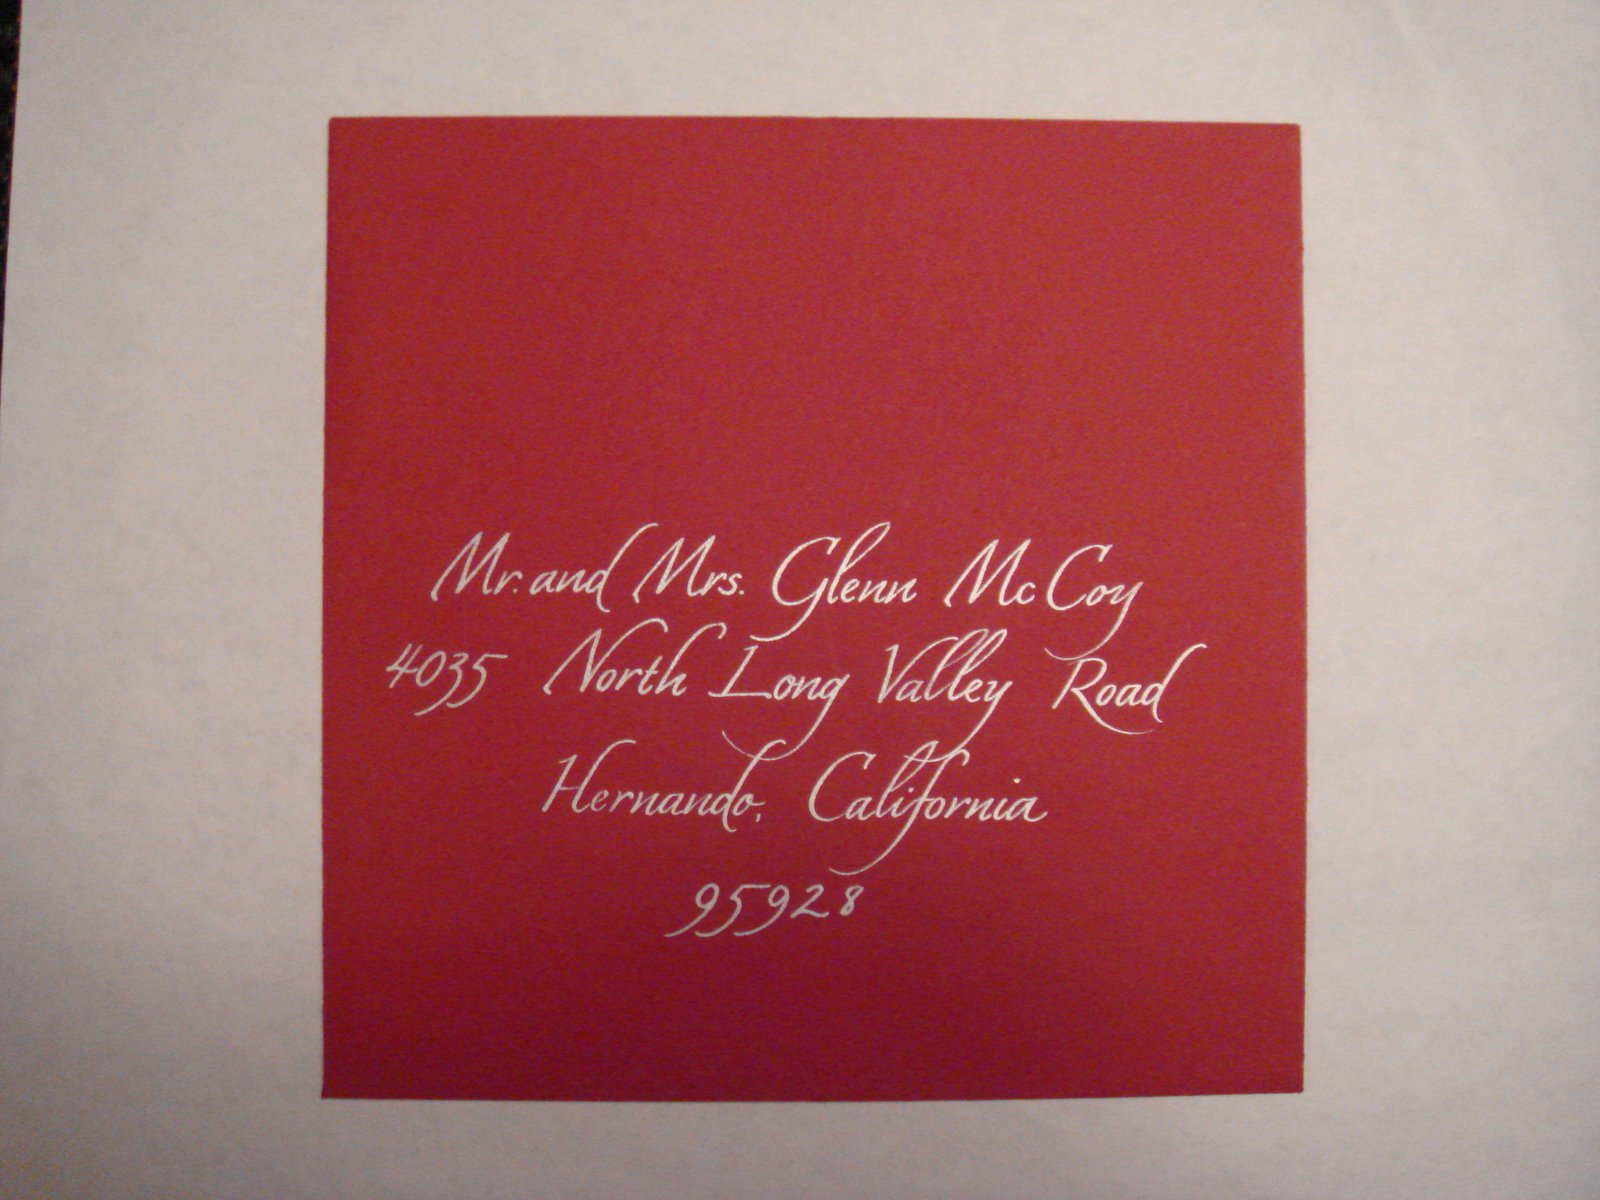 Mr. and Mrs. Glenn McCoy
4035 North Long Valley Road
Hernando, California
95928